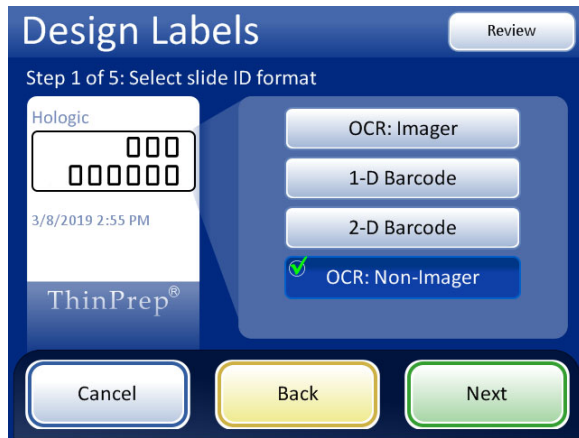 Design Labels
Review
Step 1 of 5: Select slide ID format
Hologic
000
000000
3/8/2019 2:55 PM
ThinPrep®
OCR: Imager
1-D Barcode
2-D Barcode
OCR: Non-Imager
Cancel
Back
Next